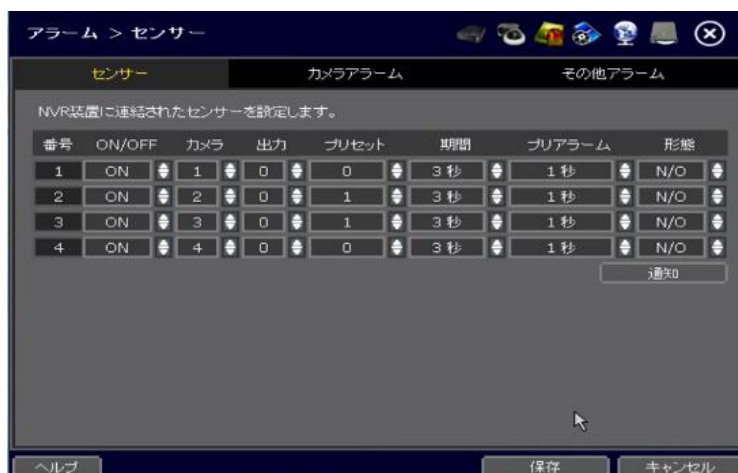 アラーム > センサー
センサー カメラアラーム その他アラーム
NVR装置に連結されたセンサーを設定します。
番号 ON/OFF カメラ 出力 プリセット 期間 プリアラーム 形態
1 ON 1 0 0 3 秒 1 秒 N/O
2 ON 2 0 1 3 秒 1 秒 N/O
3 ON 3 0 1 3 秒 1 秒 N/O
4 ON 4 0 0 3 秒 1 秒 N/O
通知
ヘルプ 保存 キャンセル